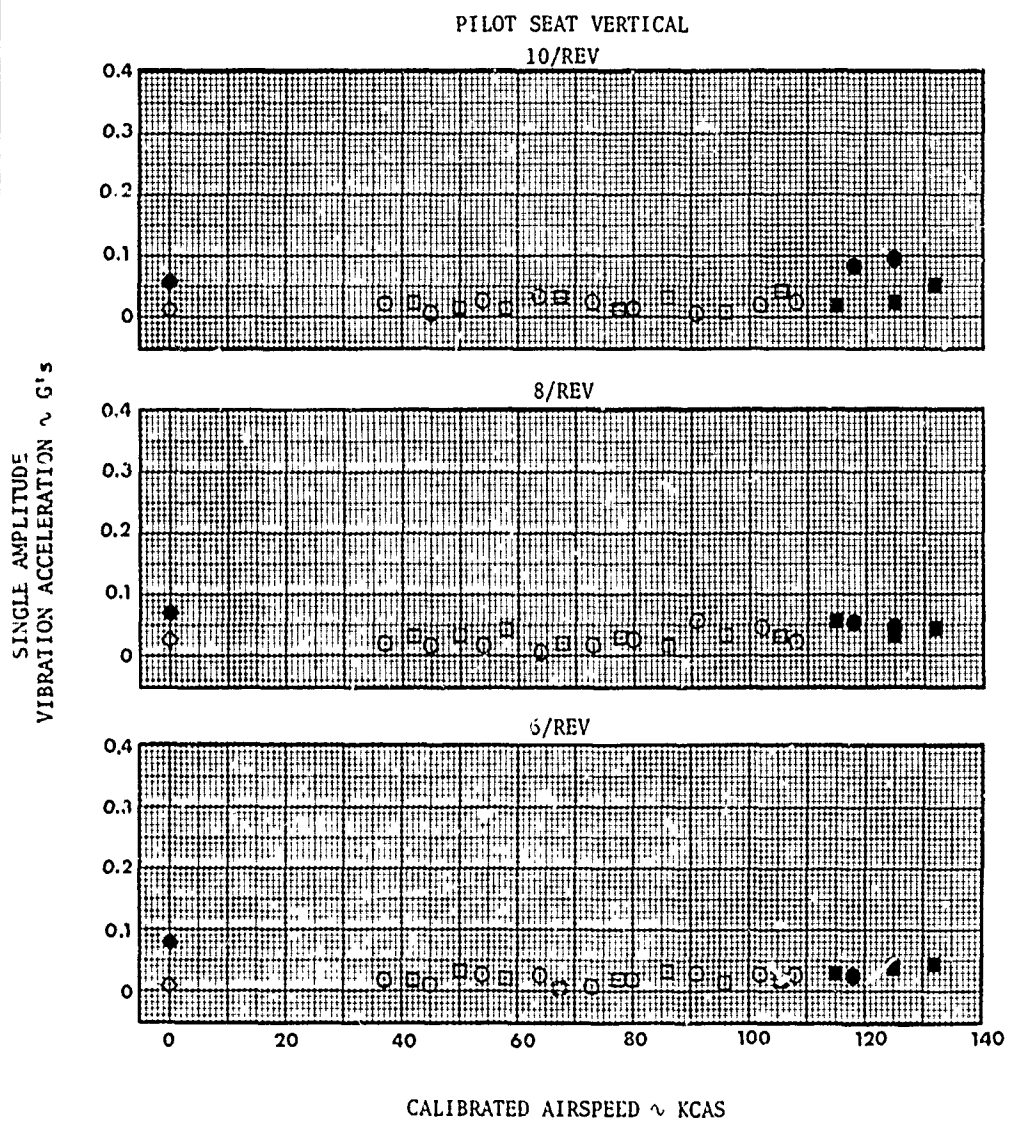 PILOT SEAT VERTICAL
10/REV
0.4
0.3
0.2
0.1
0
8/REV
0.4
0.3
0.2
0.1
0
6/REV
0.4
0.3
0.2
0.1
0
0 20 40 60 80 100 120 140
SINGLE AMPLITUDE
VIBRATION ACCELERATION ~ G's
CALIBRATED AIRSPEED ~ KCAS